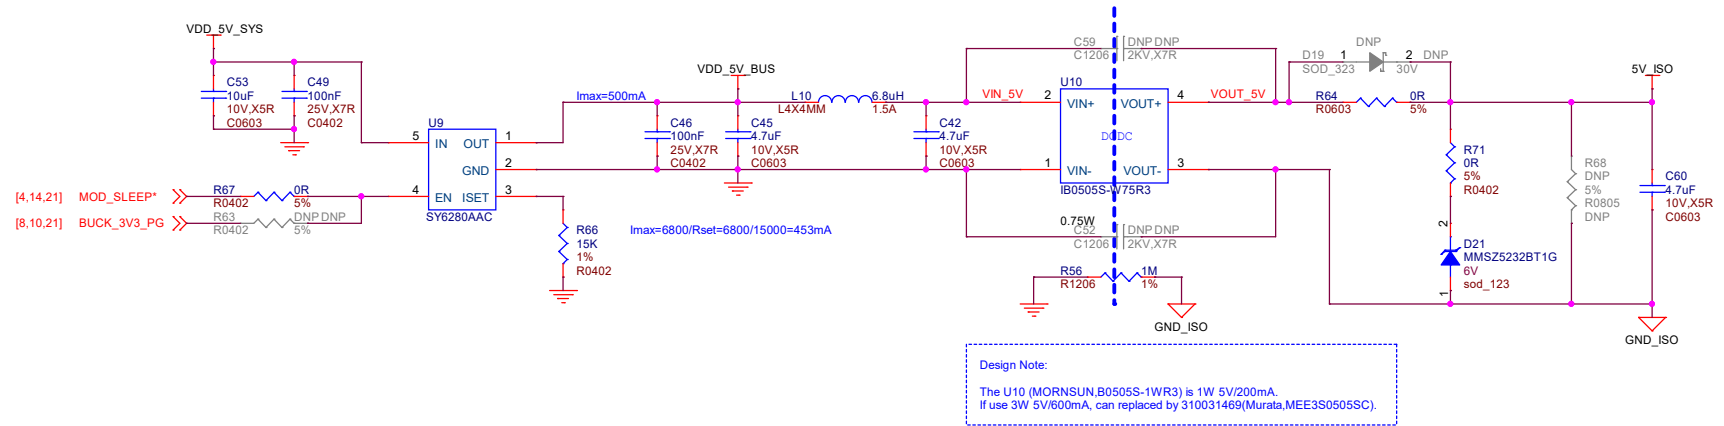 VDD_5V_SYS
C53
10uF
10V,X5R
C0603
C49
100nF
25V,X7R
C0402
U9
5
IN
OUT
1
GND
2
4
EN
ISET
3
SY6280AAC
[4,14,21]
MOD_SLEEP*
R67
0R
R0402
5%
[8,10,21]
BUCK_3V3_PG
R63
DNP DNP
R0402
5%
R66
15K
1%
R0402
Imax=6800/Rset=6800/15000=453mA
Imax=500mA
VDD_5V_BUS
C46
100nF
25V,X7R
C0402
C45
4.7uF
10V,X5R
C0603
L10
6.8uH
L4X4MM
1.5A
C42
4.7uF
10V,X5R
C0603
VIN_5V
C59
DNP DNP
C1206
2KV,X7R
U10
2
VIN+
VOUT+
4
DCDC
1
VIN-
VOUT-
3
IB0505S-W75R3
0.75W
C52
DNP DNP
C1206
2KV,X7R
R56
1M
R1206
1%
GND_ISO
VOUT_5V
D19
1
DNP
2
DNP
SOD_323
30V
R64
0R
R0603
5%
5V_ISO
R71
0R
5%
R0402
2
D21
MMSZ5232BT1G
6V
sod_123
1
R68
DNP
5%
R0805
DNP
C60
4.7uF
10V,X5R
C0603
GND_ISO
Design Note:
The U10 (MORNSUN,B0505S-1WR3) is 1W 5V/200mA.
If use 3W 5V/600mA, can replaced by 310031469(Murata,MEE3S0505SC).